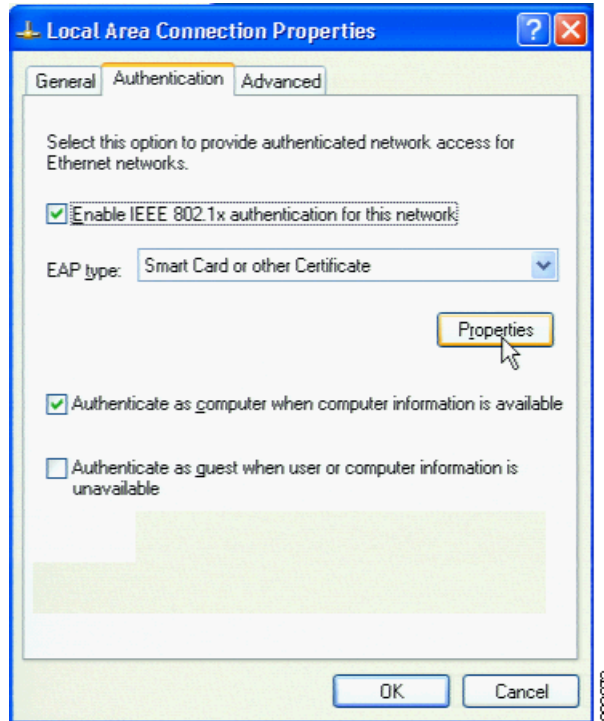 Local Area Connection Properties
General Authentication Advanced
Select this option to provide authenticated network access for
Ethernet networks.
Enable IEEE 802.1x authentication for this network
EAP type: Smart Card or other Certificate
Properties
Authenticate as computer when computer information is available
Authenticate as guest when user or computer information is
unavailable
OK Cancel